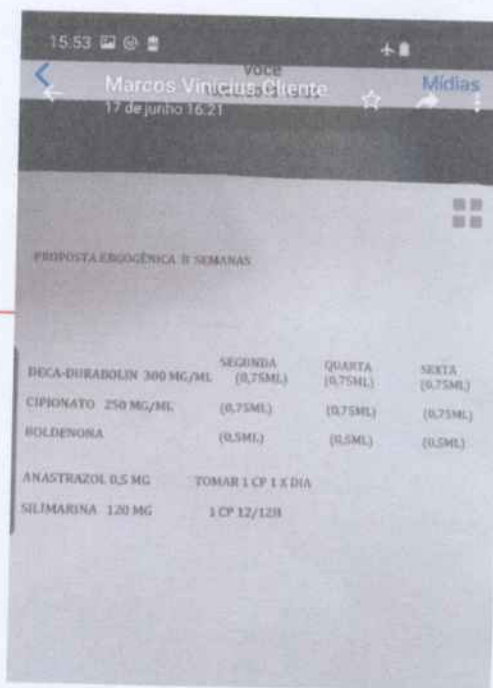 15:53
Você
Marcos Vinícius Cliente
Mídias
17 de junho 16:21
PROPOSTA ERGOGÊNICA 8 SEMANAS
SEGUNDA QUARTA SEXTA
DECA-DURABOLIN 300 MG/ML (0,75ML) (0,75ML) (0,75ML)
CIPIONATO 250 MG/ML (0,75ML) (0,75ML) (0,75ML)
BOLDENONA (0,5ML) (0,5ML) (0,5ML)
ANASTRAZOL 0,5 MG TOMAR 1 CP 1 X DIA
SILIMARINA 120 MG 1 CP 12/12H